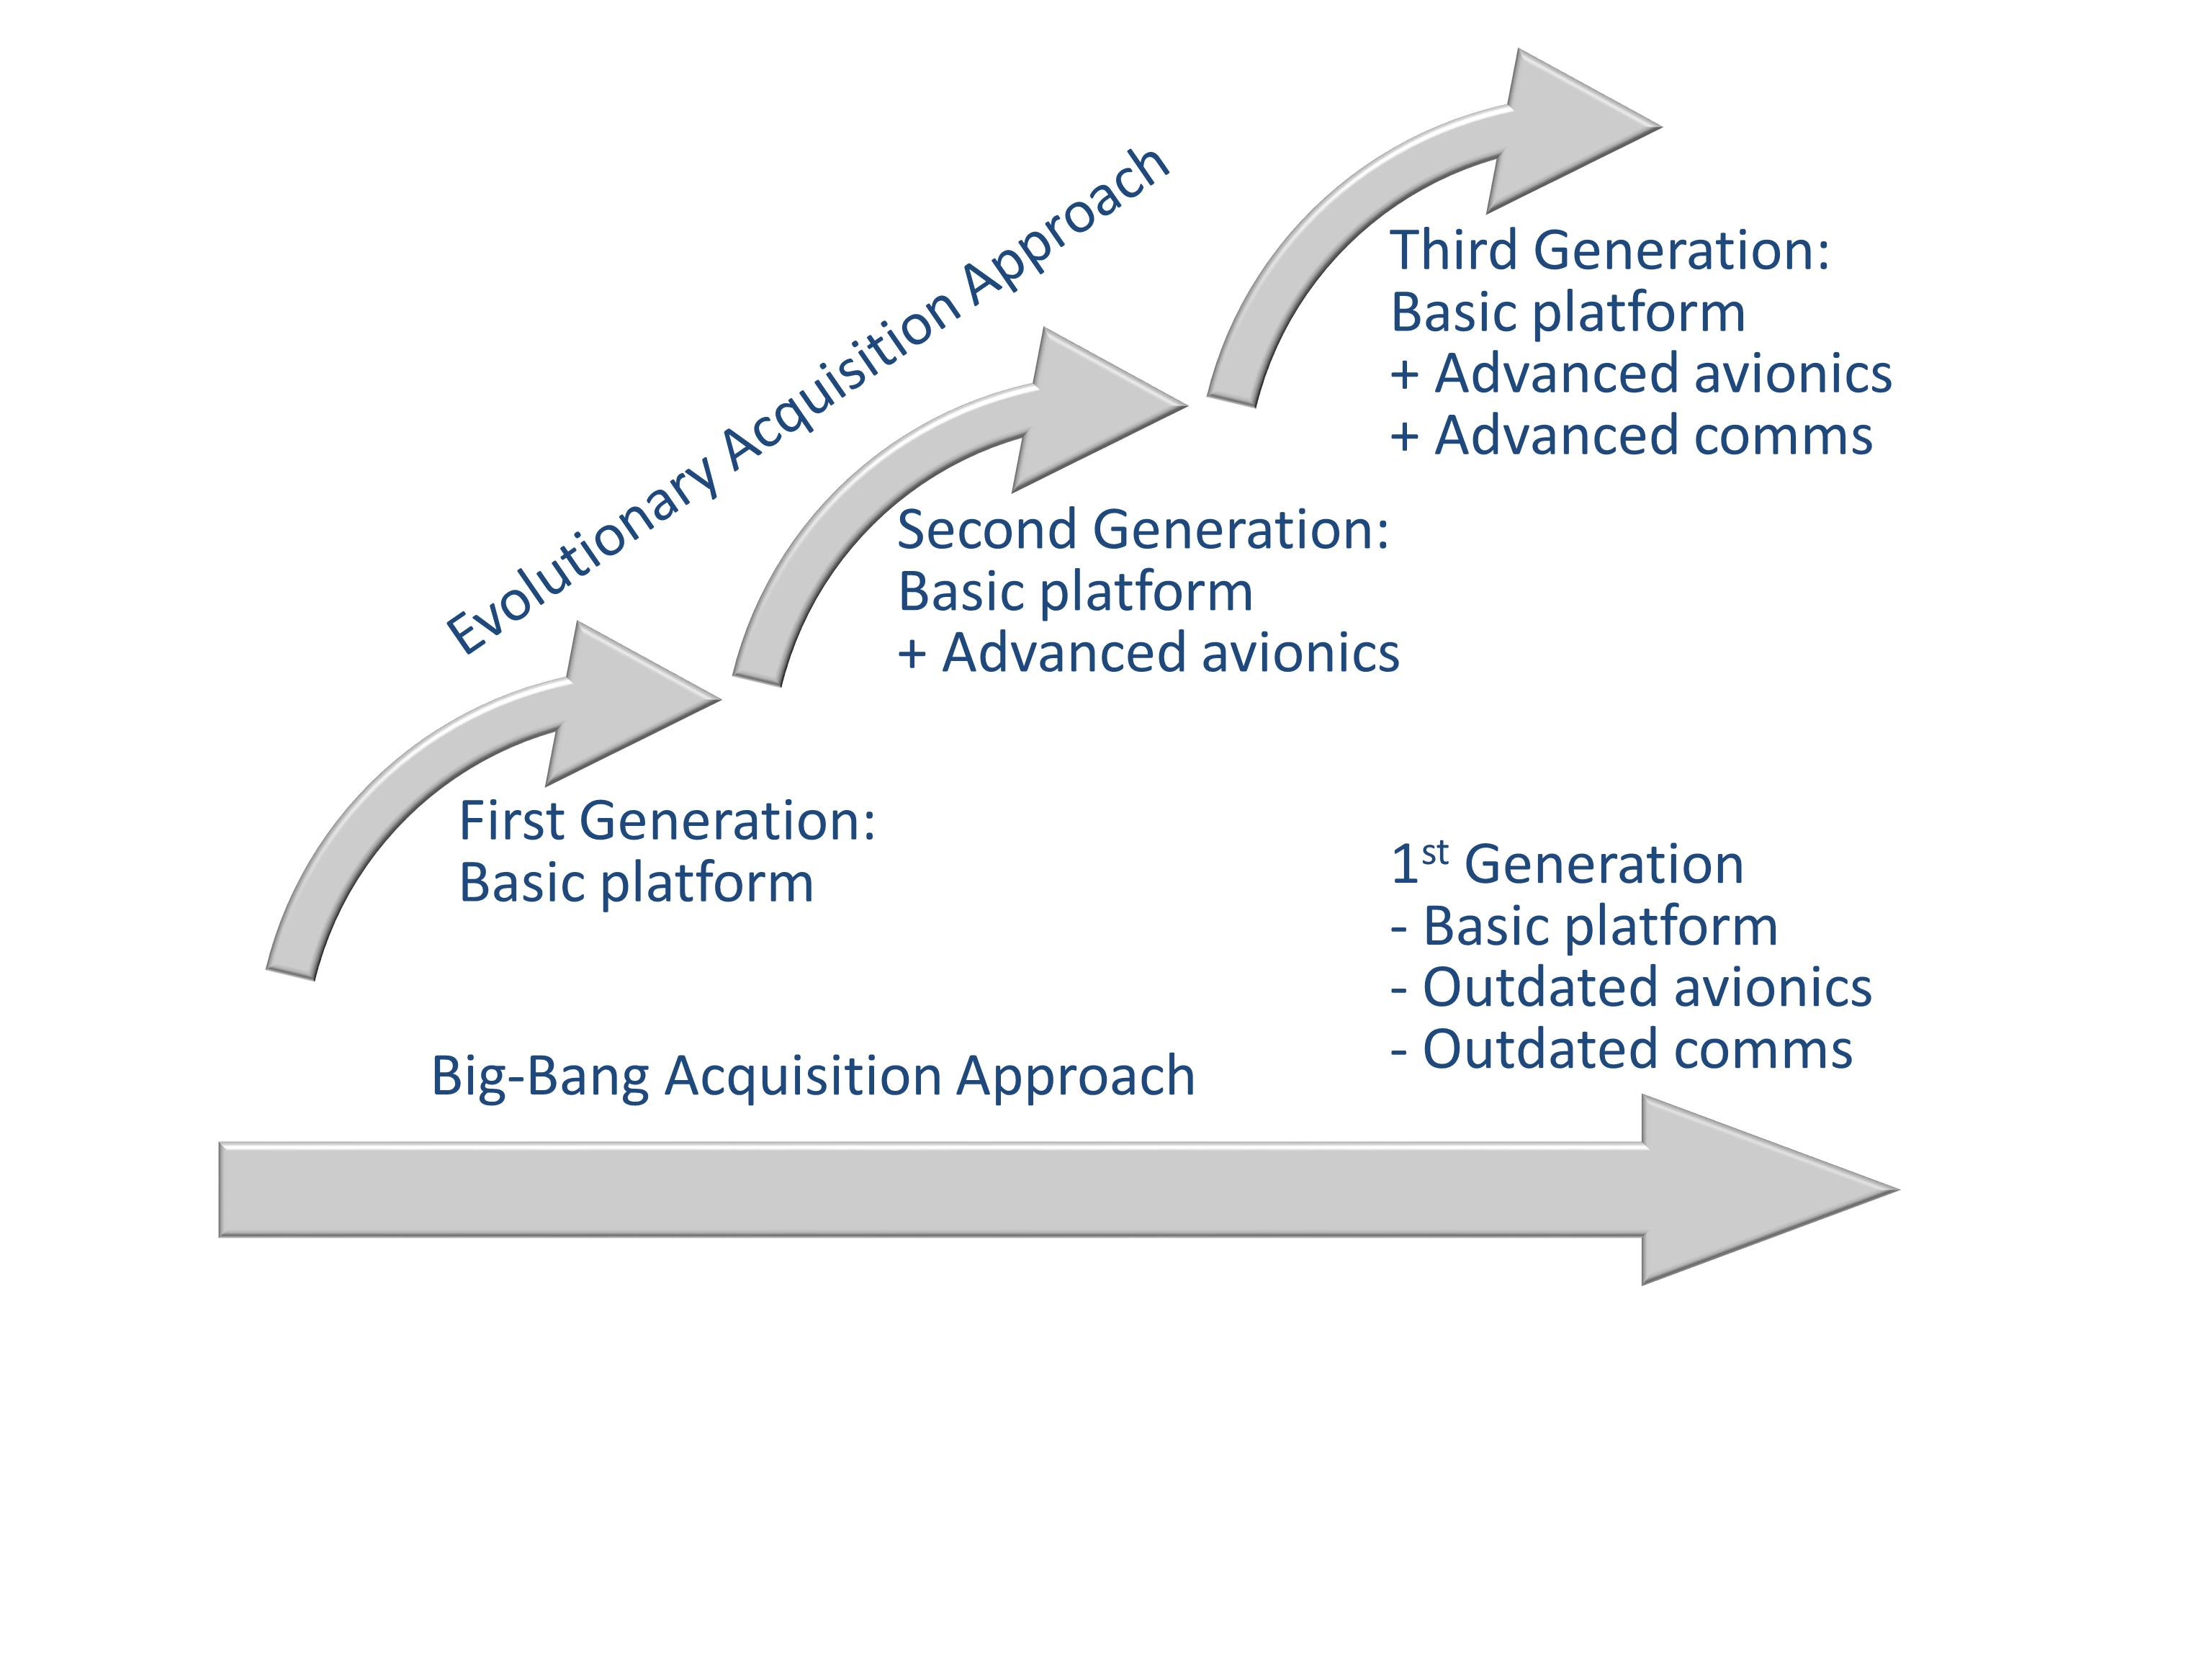 Evolutionary Acquisition Approach
Third Generation:
Basic platform
+ Advanced avionics
+ Advanced comms
Second Generation:
Basic platform
+ Advanced avionics
First Generation:
Basic platform
1st Generation
- Basic platform
- Outdated avionics
- Outdated comms
Big-Bang Acquisition Approach